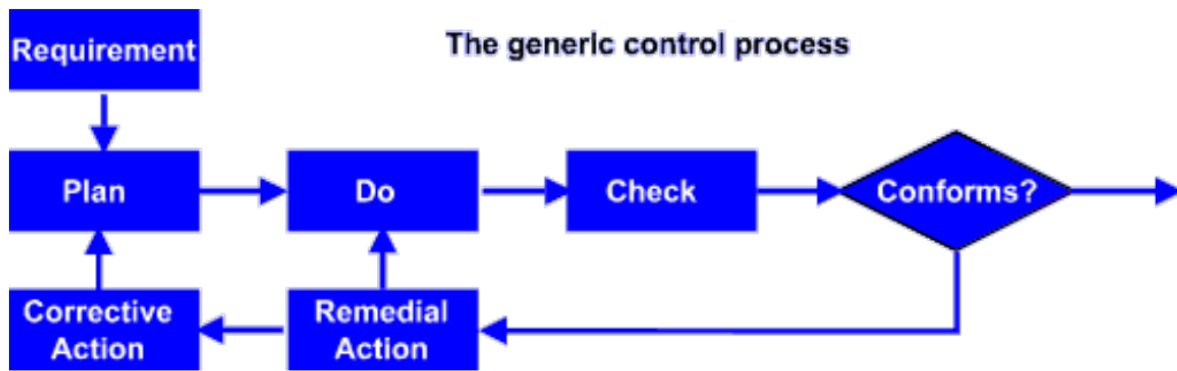 Requirement
The generic control process
Plan
Do
Check
Conforms?
Corrective
Action
Remedial
Action